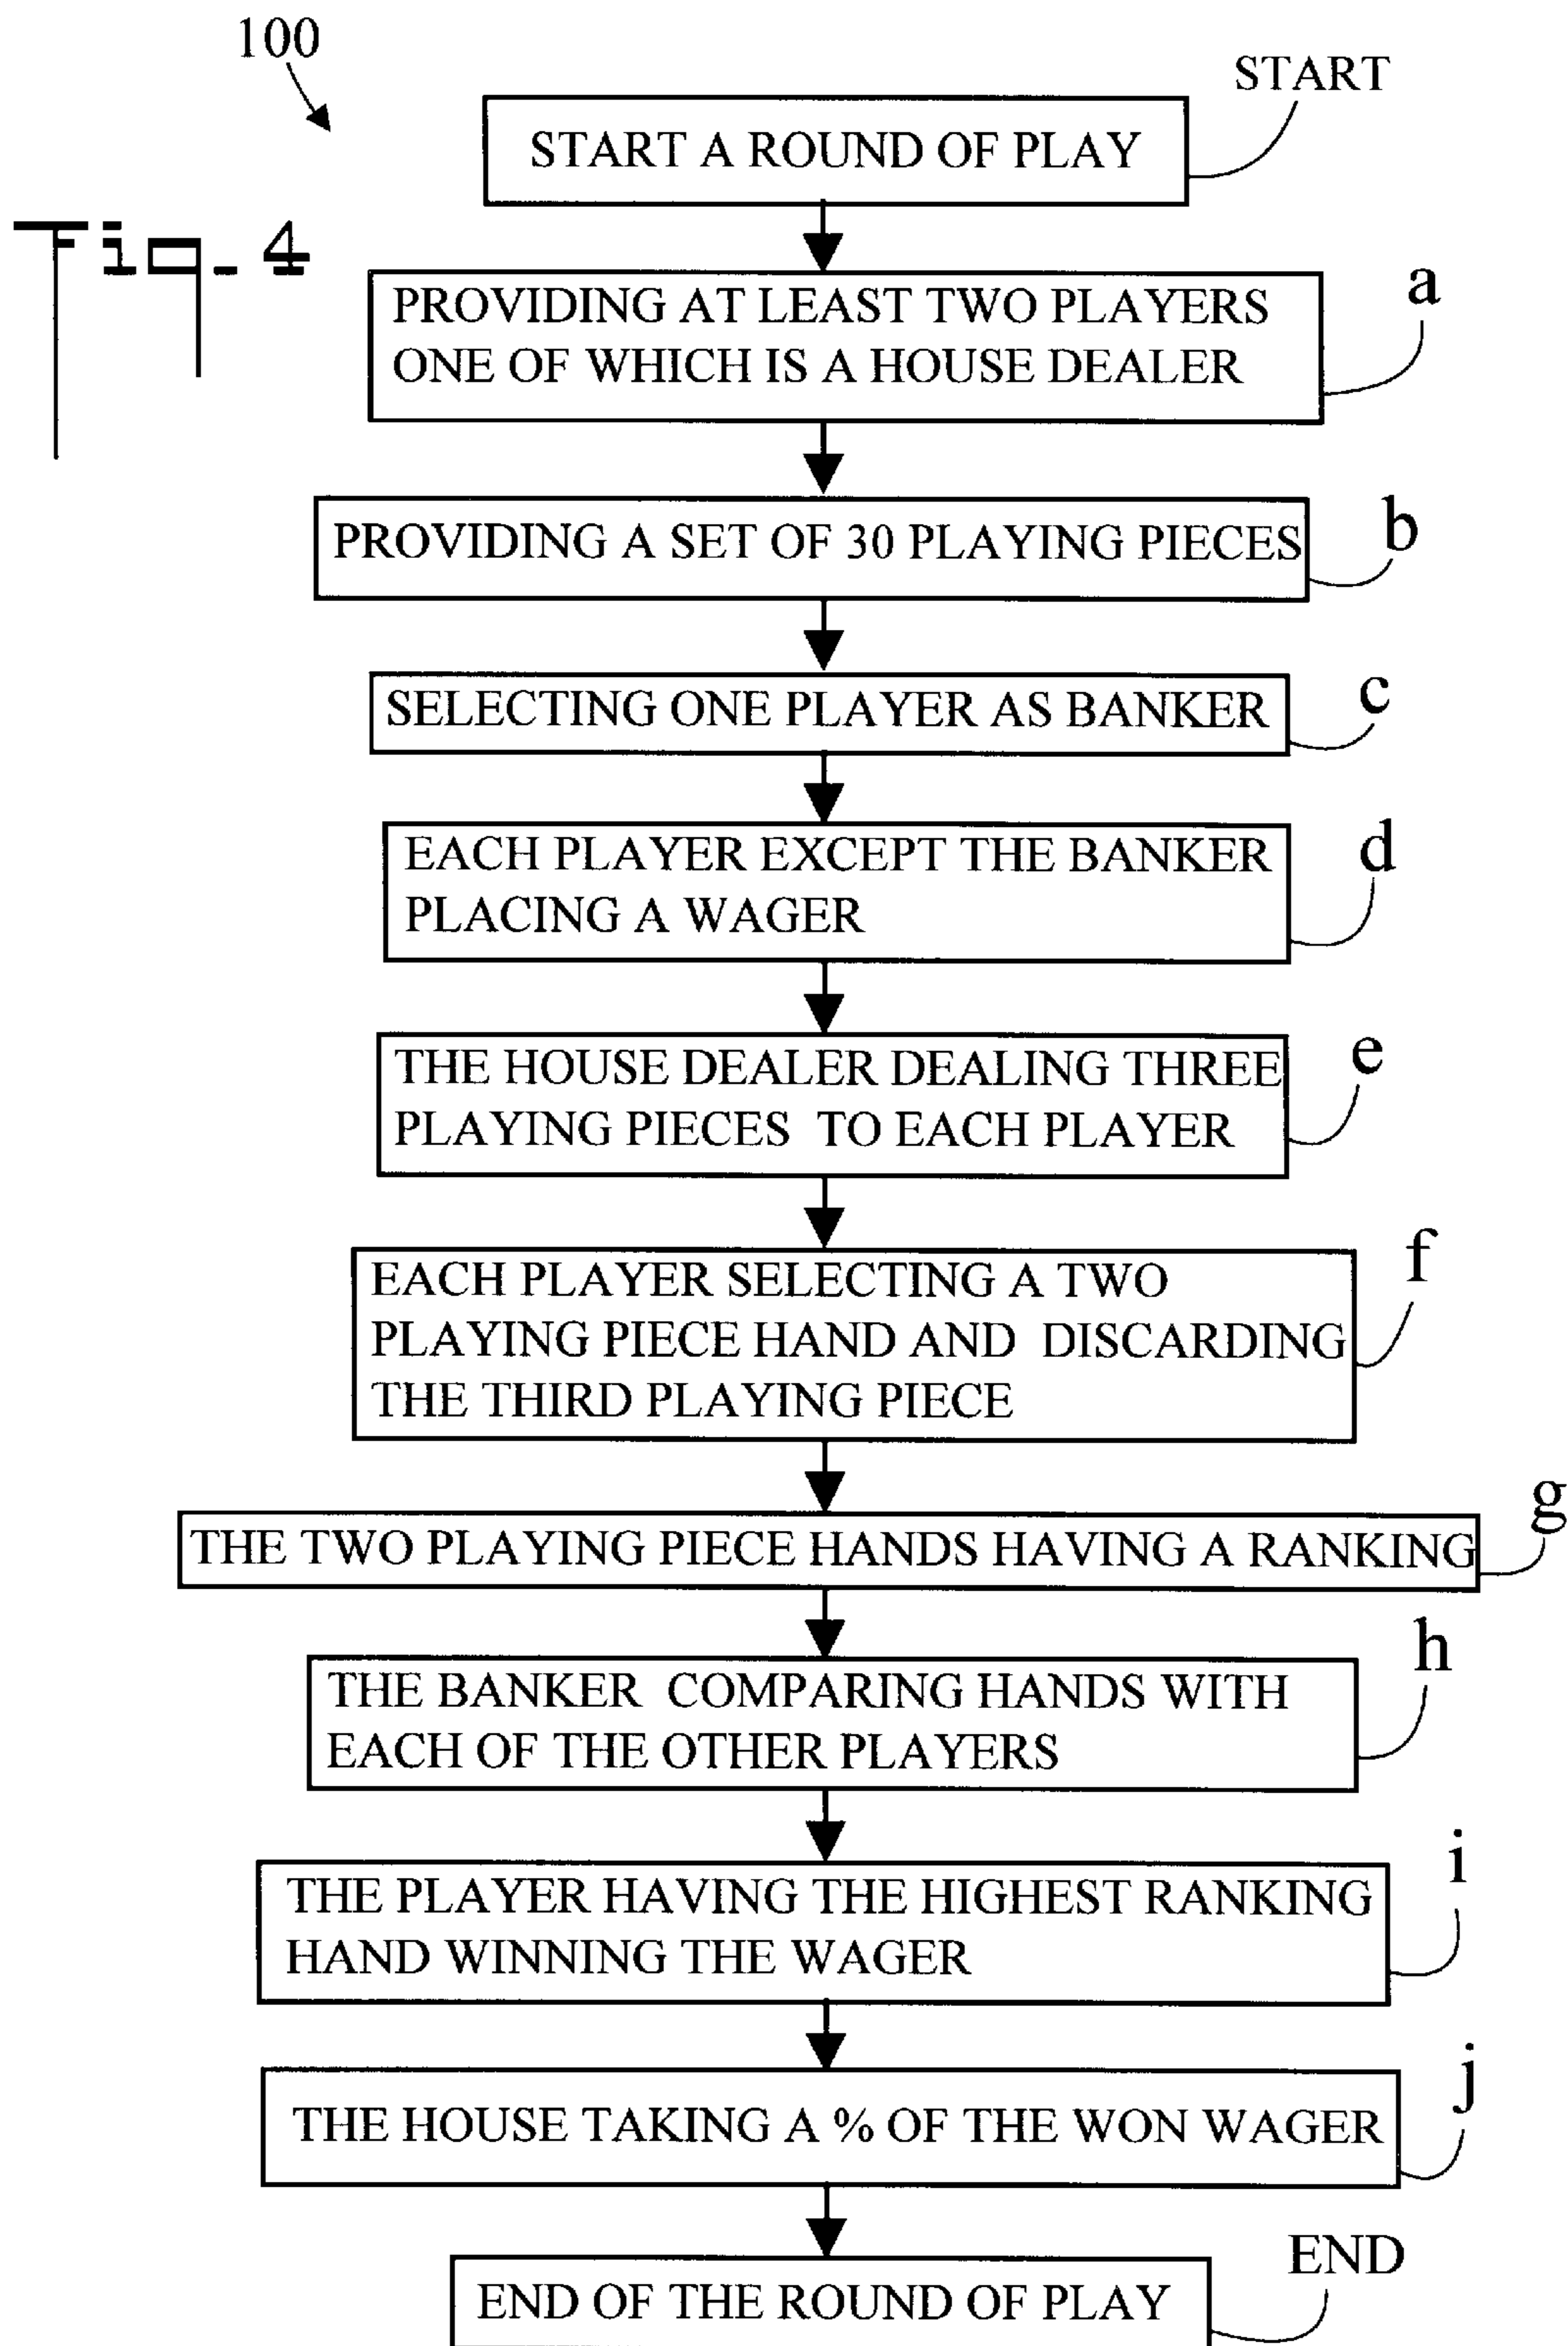 100
START
START A ROUND OF PLAY
Fig. 4
PROVIDING AT LEAST TWO PLAYERS
ONE OF WHICH IS A HOUSE DEALER
a
PROVIDING A SET OF 30 PLAYING PIECES
b
SELECTING ONE PLAYER AS BANKER
c
EACH PLAYER EXCEPT THE BANKER
PLACING A WAGER
d
THE HOUSE DEALER DEALING THREE
PLAYING PIECES TO EACH PLAYER
e
EACH PLAYER SELECTING A TWO
PLAYING PIECE HAND AND DISCARDING
THE THIRD PLAYING PIECE
f
THE TWO PLAYING PIECE HANDS HAVING A RANKING
g
THE BANKER COMPARING HANDS WITH
EACH OF THE OTHER PLAYERS
h
THE PLAYER HAVING THE HIGHEST RANKING
HAND WINNING THE WAGER
i
THE HOUSE TAKING A % OF THE WON WAGER
j
END
END OF THE ROUND OF PLAY